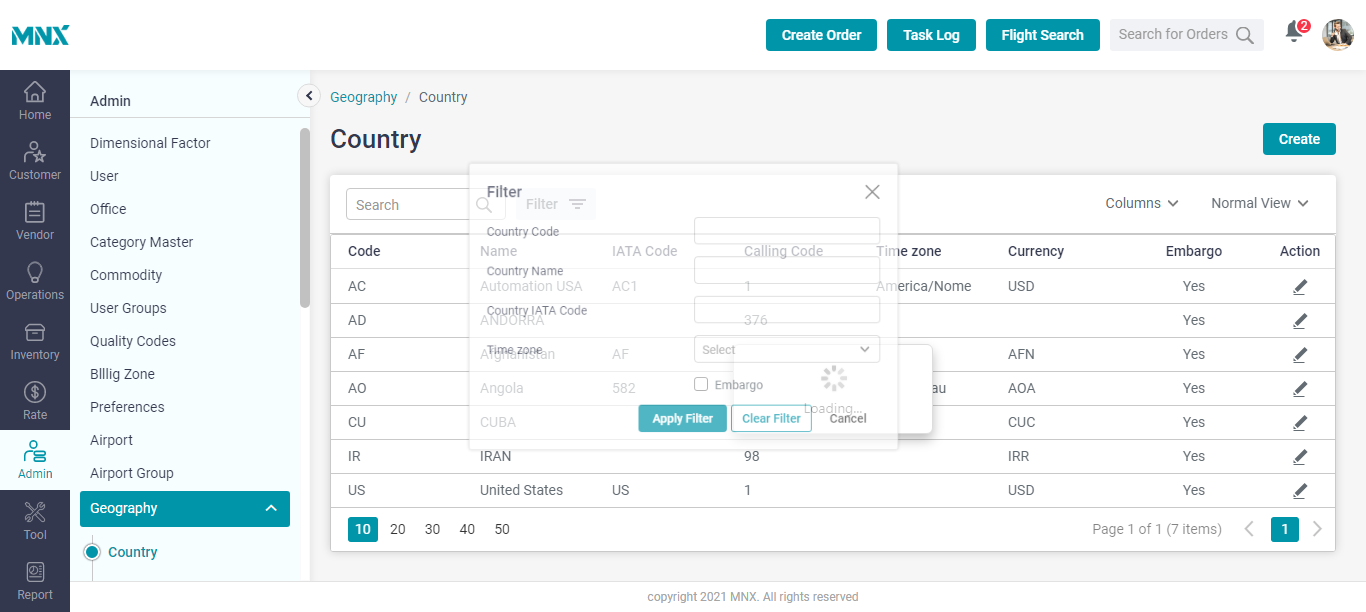 MNX
Create Order
Task Log
Flight Search
Search for Orders
2
Home
Customer
Vendor
Operations
Inventory
Rate
Admin
Tool
Report
Admin
Dimensional Factor
User
Office
Category Master
Commodity
User Groups
Quality Codes
Blllig Zone
Preferences
Airport
Airport Group
Geography
Country
Geography / Country
Country
Create
Search
Filter
Columns
Normal View
Code Name IATA Code Calling Code Time zone Currency Embargo Action
AC Automation USA AC1 1 America/Nome USD Yes
AD ANDORRA 376 Yes
AF Afghanistan AF AFN Yes
AO Angola 582 au AOA Yes
CU CUBA CUC Yes
IR IRAN 98 IRR Yes
US United States US 1 USD Yes
Filter
Country Code
Country Name
Country IATA Code
Time zone Select
Embargo
Loading...
Apply Filter Clear Filter Cancel
10 20 30 40 50
Page 1 of 1 (7 items) 1
copyright 2021 MNX. All rights reserved